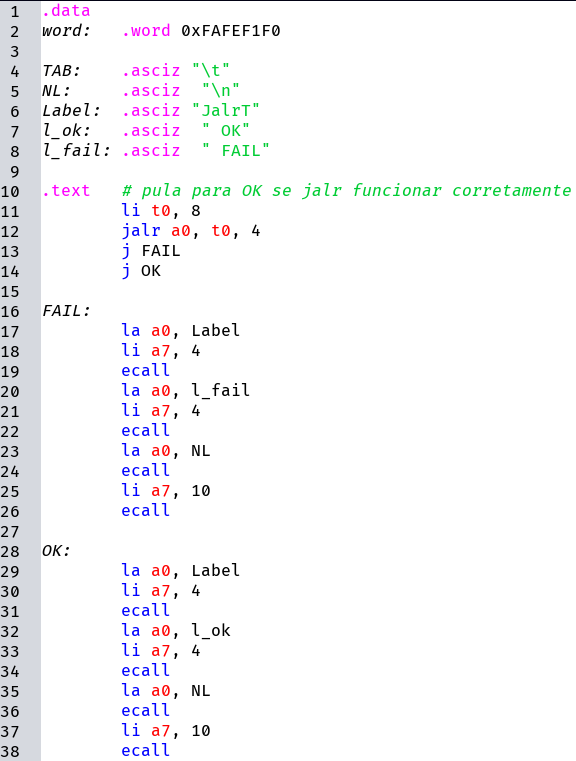 1 .data
2 word: .word 0xFAFEF1F0
3
4 TAB: .asciz "\t"
5 NL: .asciz "\n"
6 Label: .asciz "JalrT"
7 l_ok: .asciz " OK"
8 l_fail: .asciz " FAIL"
9
10 .text # pula para OK se jalr funcionar corretamente
11 li t0, 8
12 jalr a0, t0, 4
13 j FAIL
14 j OK
15
16 FAIL:
17 la a0, Label
18 li a7, 4
19 ecall
20 la a0, l_fail
21 li a7, 4
22 ecall
23 la a0, NL
24 ecall
25 li a7, 10
26 ecall
27
28 OK:
29 la a0, Label
30 li a7, 4
31 ecall
32 la a0, l_ok
33 li a7, 4
34 ecall
35 la a0, NL
36 ecall
37 li a7, 10
38 ecall